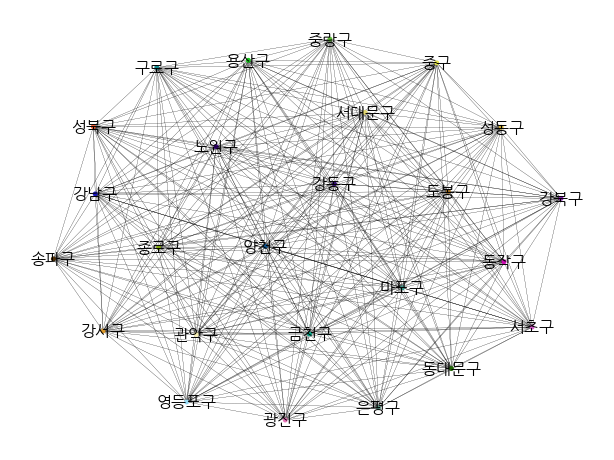 중랑구
용산구
중구
구로구
서대문구
성북구
성동구
노원구
강동구
도봉구
강남구
강북구
종로구
양천구
송파구
동작구
마포구
서초구
강서구
관악구
금천구
동대문구
영등포구
은평구
광진구